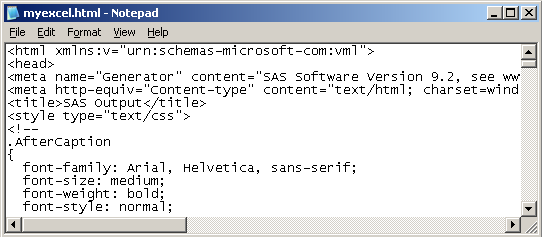 myexcel.html - Notepad
File Edit Format View Help
<html xmlns:v="urn:schemas-microsoft-com:vml">
<head>
<meta name="Generator" content="SAS Software Version 9.2, see ww
<meta http-equiv="Content-type" content="text/html; charset=wind
<title>SAS Output</title>
<style type="text/css">
<!--
.AfterCaption
{
  font-family: Arial, Helvetica, sans-serif;
  font-size: medium;
  font-weight: bold;
  font-style: normal;